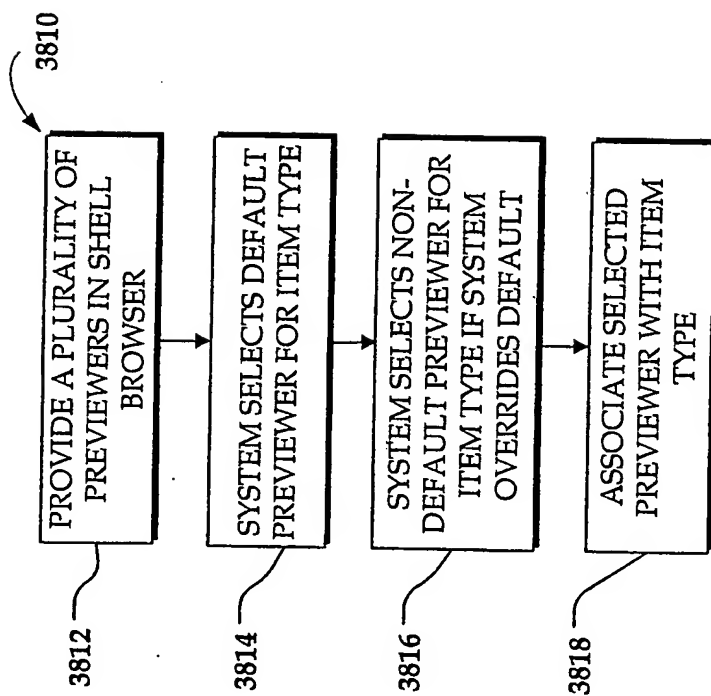 3810
3812
PROVIDE A PLURALITY OF
PREVIEWERS IN SHELL
BROWSER
3814
SYSTEM SELECTS DEFAULT
PREVIEWER FOR ITEM TYPE
3816
SYSTEM SELECTS NON-
DEFAULT PREVIEWER FOR
ITEM TYPE IF SYSTEM
OVERRIDES DEFAULT
3818
ASSOCIATE SELECTED
PREVIEWER WITH ITEM
TYPE